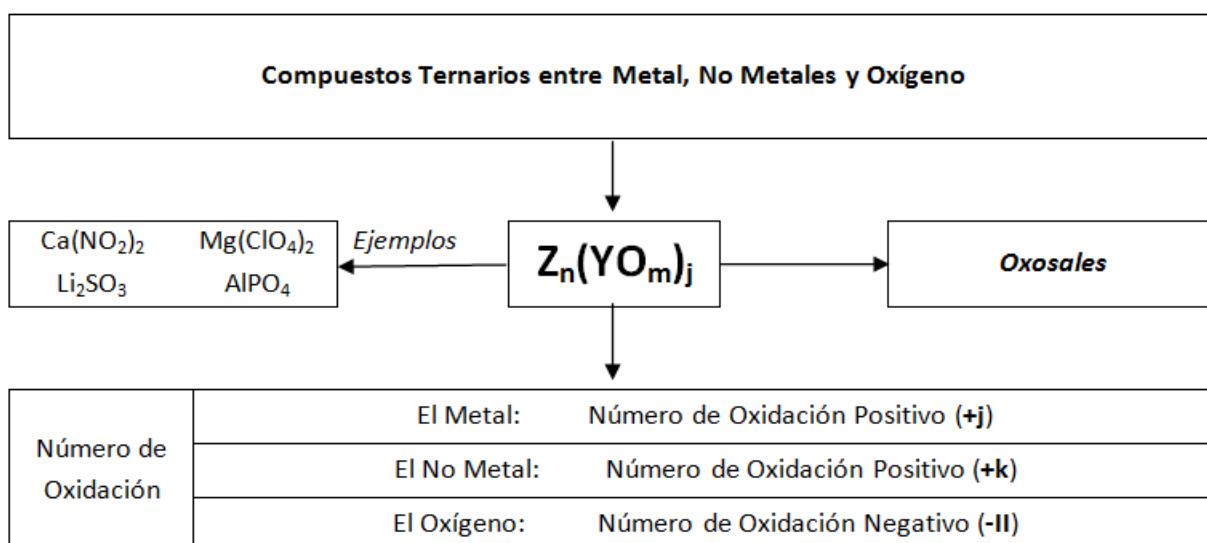 Compuestos Ternarios entre Metal, No Metales y Oxígeno
Ca(NO₂)₂ Mg(ClO₄)₂
Li₂SO₃ AlPO₄
Ejemplos
Zₙ(YOₘ)ⱼ
Oxosales
Número de
Oxidación
El Metal: Número de Oxidación Positivo (+j)
El No Metal: Número de Oxidación Positivo (+k)
El Oxígeno: Número de Oxidación Negativo (-II)